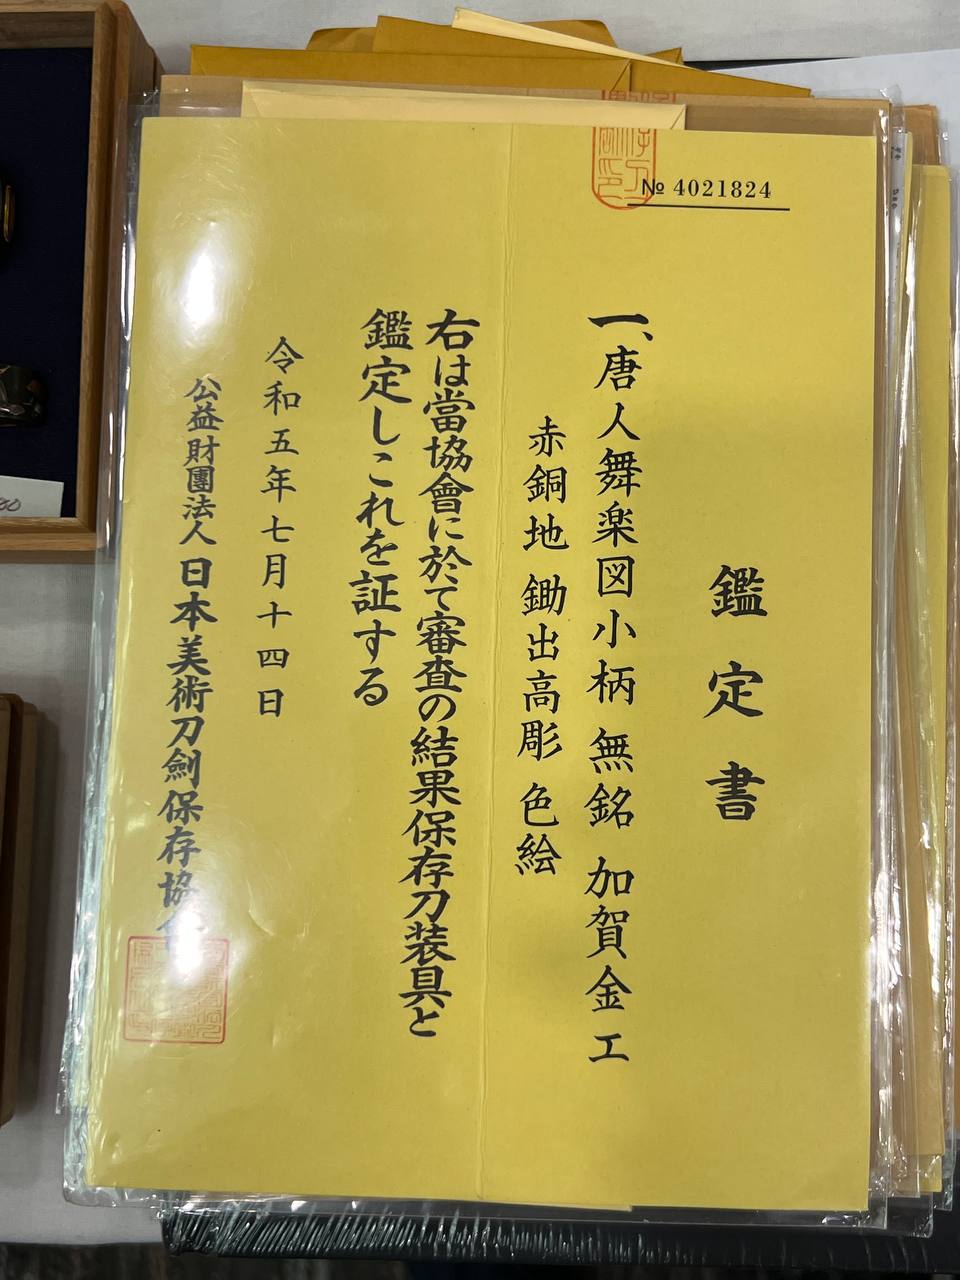 № 4021824
鑑定書
一、唐人舞楽図小柄 無銘 加賀金工
赤銅地 鋤出高彫 色絵
右は當協會に於て審査の結果保存刀装具と
鑑定しこれを証する
令和五年七月十四日
公益財團法人 日本美術刀劍保存協